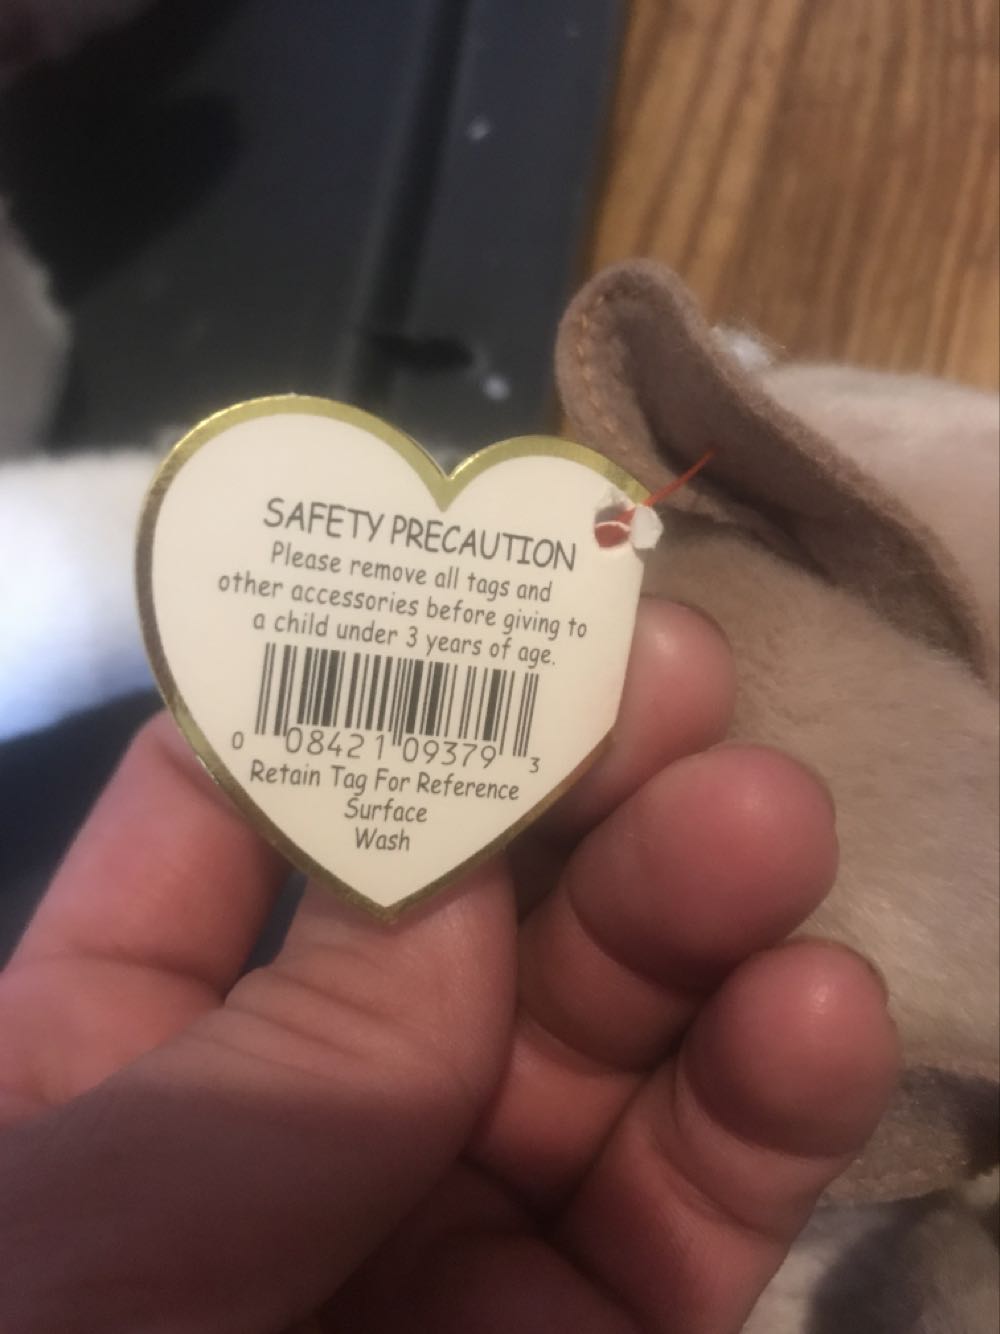 SAFETY PRECAUTION
Please remove all tags and
other accessories before giving to
a child under 3 years of age.
0 08421 09379 3
Retain Tag For Reference
Surface
Wash